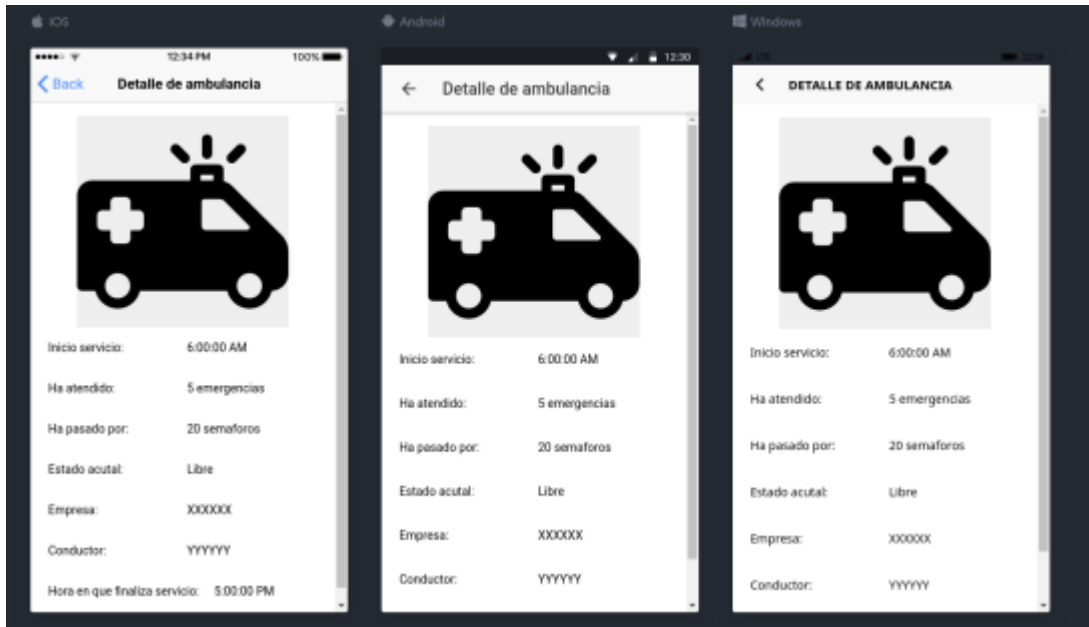 iOS
12:34 PM 100%
Back Detalle de ambulancia
Inicio servicio: 6:00:00 AM
Ha atendido: 5 emergencias
Ha pasado por: 20 semaforos
Estado acutal: Libre
Empresa: XXXXXX
Conductor: YYYYYY
Hora en que finaliza servicio: 5:00:00 PM
Android
12:30
Detalle de ambulancia
Inicio servicio: 6:00:00 AM
Ha atendido: 5 emergencias
Ha pasado por: 20 semaforos
Estado acutal: Libre
Empresa: XXXXXX
Conductor: YYYYYY
Windows
DETALLE DE AMBULANCIA
Inicio servicio: 6:00:00 AM
Ha atendido: 5 emergencias
Ha pasado por: 20 semaforos
Estado acutal: Libre
Empresa: XXXXXX
Conductor: YYYYYY